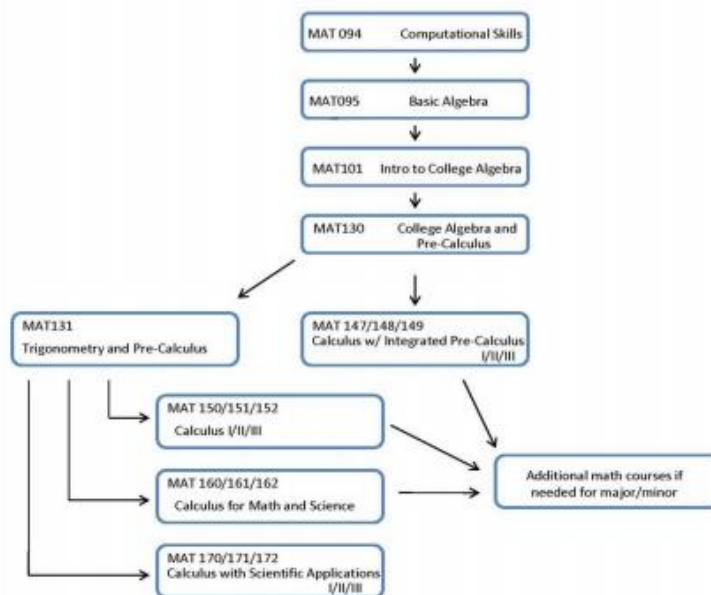 MAT 094 Computational Skills
MAT095 Basic Algebra
MAT101 Intro to College Algebra
MAT130 College Algebra and
Pre-Calculus
MAT131
Trigonometry and Pre-Calculus
MAT 147/148/149
Calculus w/ Integrated Pre-Calculus
I/II/III
MAT 150/151/152
Calculus I/II/III
MAT 160/161/162
Calculus for Math and Science
Additional math courses if
needed for major/minor
MAT 170/171/172
Calculus with Scientific Applications
I/II/III